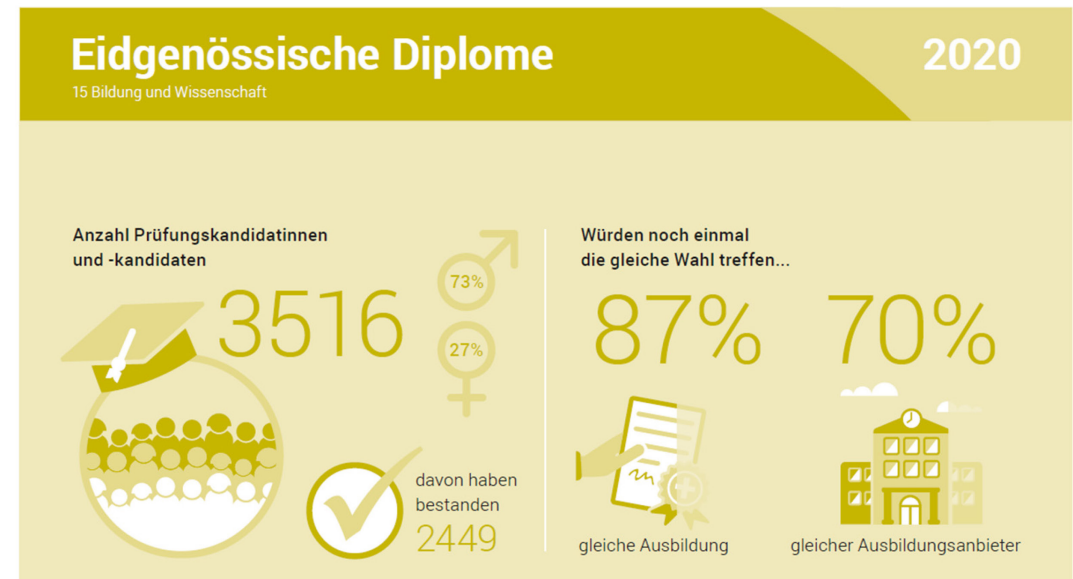 Eidgenössische Diplome
2020
15 Bildung und Wissenschaft
Anzahl Prüfungskandidatinnen
und -kandidaten
3516
73%
27%
davon haben
bestanden
2449
Würden noch einmal
die gleiche Wahl treffen...
87%
70%
gleiche Ausbildung
gleicher Ausbildungsanbieter